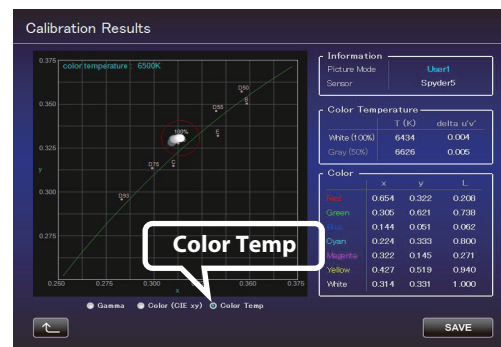 Calibration Results
color temperature : 6500K
0.375
0.350
0.325
y
0.300
0.275
0.250
0.275
0.300
x
0.350
0.375
D50
B
D55
E
100%
D75
C
D93
Color Temp
Gamma
Color (CIE xy)
Color Temp
Information
Picture Mode User1
Sensor Spyder5
Color Temperature
T (K) delta u'v'
White (100%) 6434 0.004
Gray (50%) 6626 0.005
Color
x y L
Red 0.654 0.322 0.208
Green 0.305 0.621 0.738
Blue 0.144 0.051 0.062
Cyan 0.224 0.333 0.800
Magenta 0.322 0.145 0.271
Yellow 0.427 0.519 0.940
White 0.314 0.331 1.000
SAVE